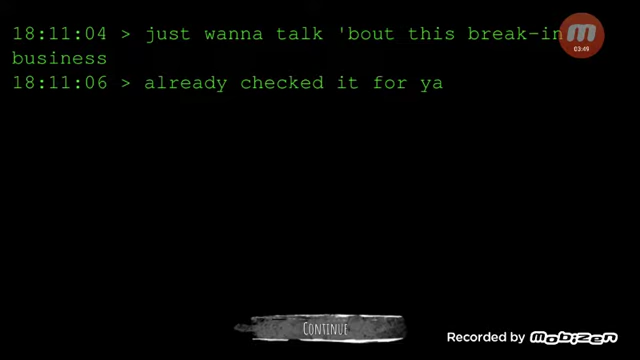 18:11:04 > just wanna talk 'bout this break-in
business
18:11:06 > already checked it for ya
03:49
Continue
Recorded by mobizen